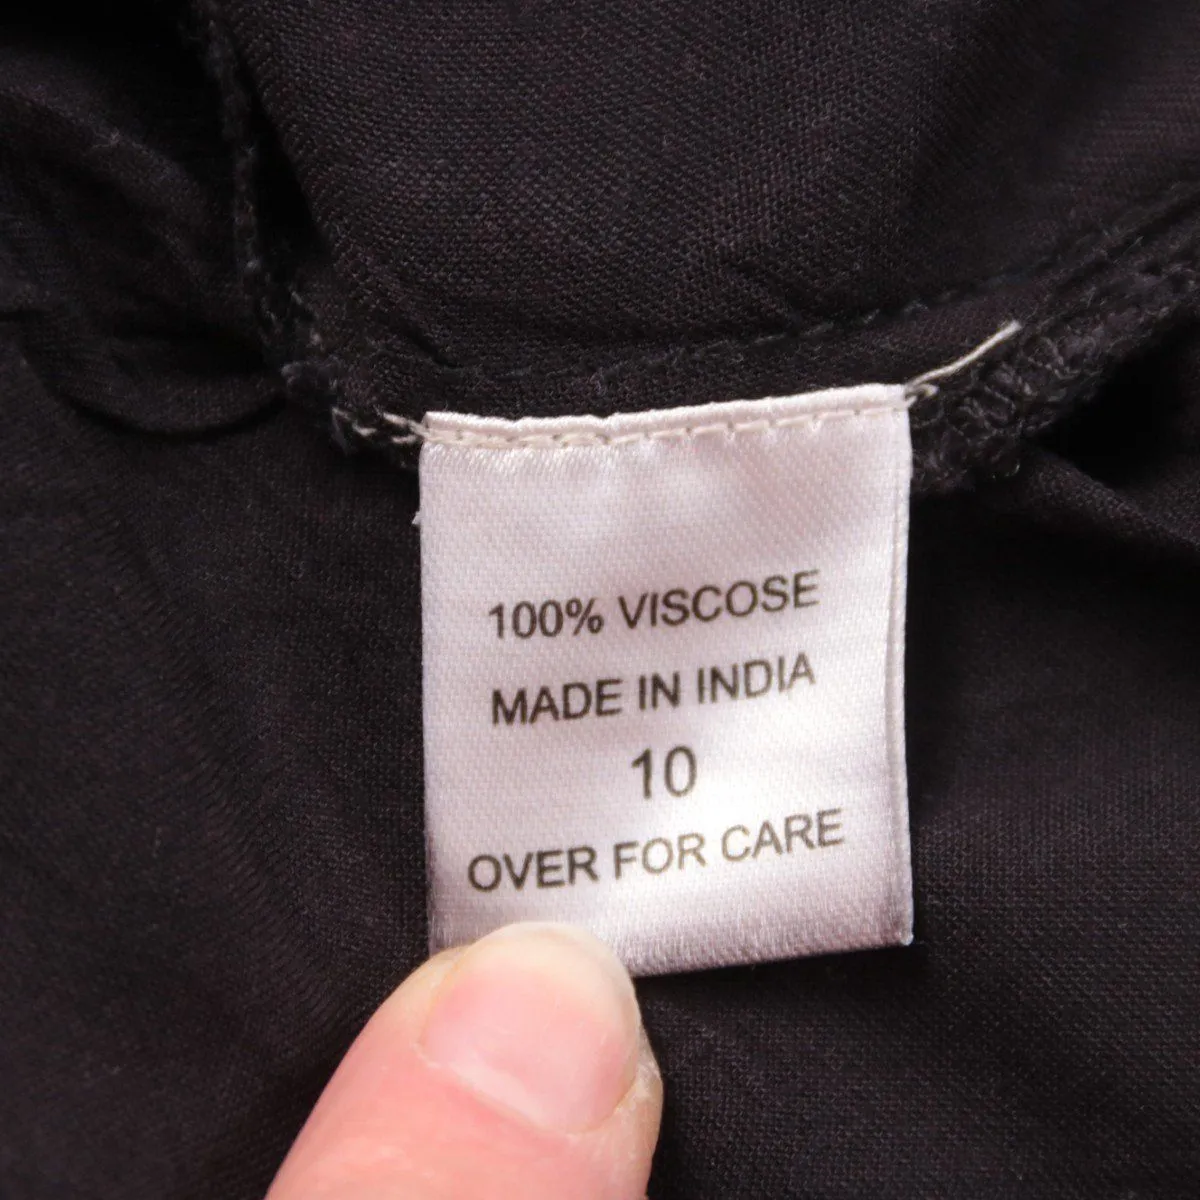 100% VISCOSE
MADE IN INDIA
10
OVER FOR CARE